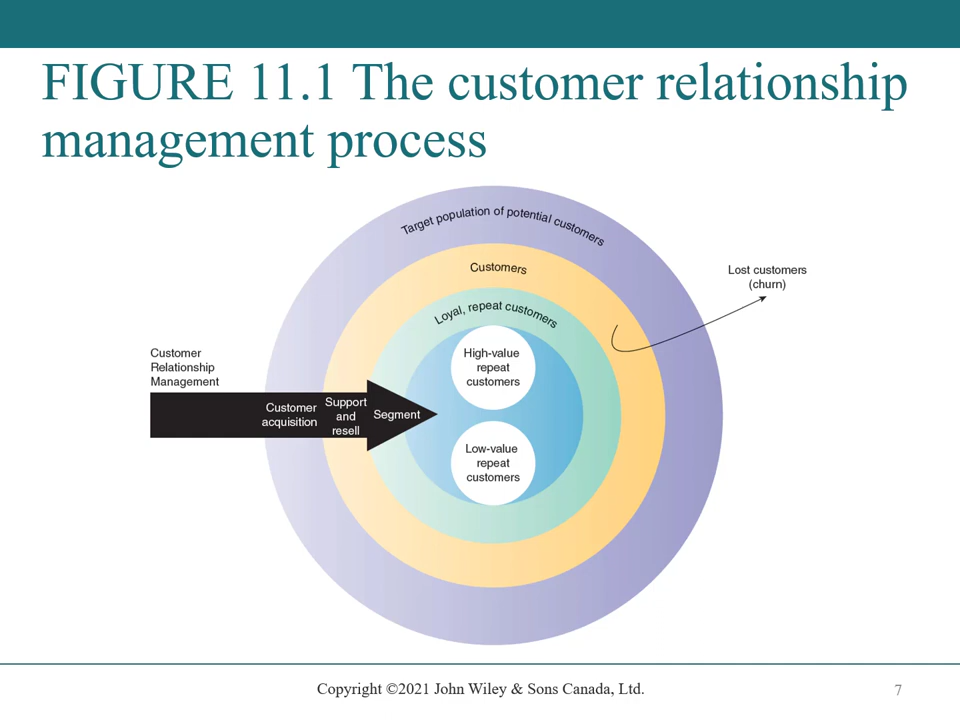 FIGURE 11.1 The customer relationship
management process
Target population of potential customers
Customers
Lost customers
(churn)
Loyal, repeat customers
High-value
repeat
customers
Customer
Relationship
Management
Customer
acquisition
Support
and
resell
Segment
Low-value
repeat
customers
Copyright ©2021 John Wiley & Sons Canada, Ltd.
7